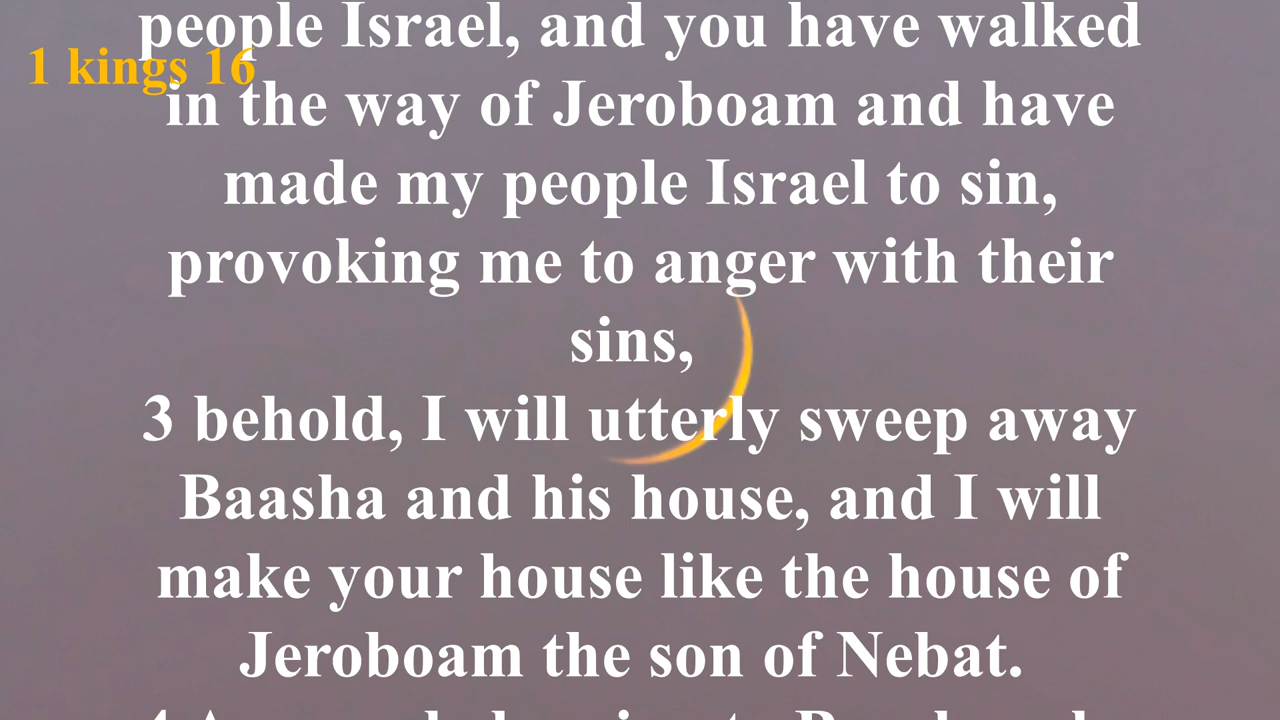 people Israel, and you have walked
1 kings 16
in the way of Jeroboam and have
made my people Israel to sin,
provoking me to anger with their
sins,
3 behold, I will utterly sweep away
Baasha and his house, and I will
make your house like the house of
Jeroboam the son of Nebat.